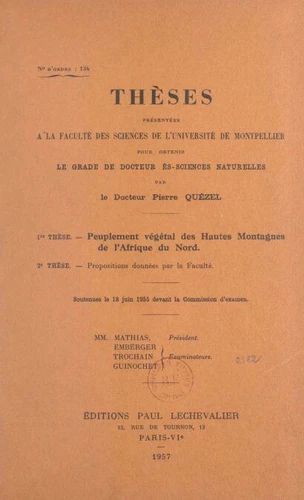 N° D'ORDRE : 134
THÈSES
PRÉSENTÉES
A LA FACULTÉ DES SCIENCES DE L'UNIVERSITÉ DE MONTPELLIER
POUR OBTENIR
LE GRADE DE DOCTEUR ÈS-SCIENCES NATURELLES
PAR
le Docteur Pierre QUÉZEL
1re THÈSE. — Peuplement végétal des Hautes Montagnes
de l'Afrique du Nord.
2e THÈSE. — Propositions données par la Faculté.
Soutenues le 18 juin 1955 devant la Commission d'examen.
MM. MATHIAS, Président.
EMBERGER
TROCHAIN Examinateurs.
GUINOCHET
ÉDITIONS PAUL LECHEVALIER
12, RUE DE TOURNON, 12
PARIS-VIe
1957